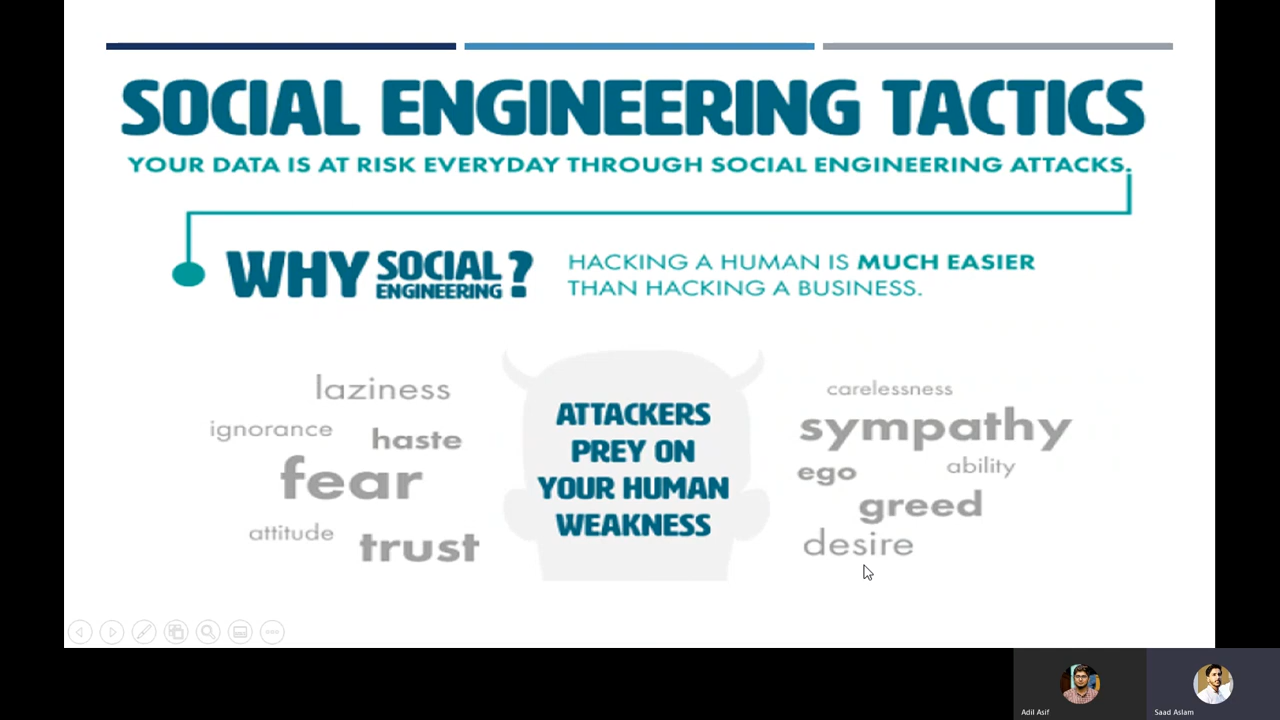 SOCIAL ENGINEERING TACTICS
YOUR DATA IS AT RISK EVERYDAY THROUGH SOCIAL ENGINEERING ATTACKS.
WHY SOCIAL ENGINEERING?
HACKING A HUMAN IS MUCH EASIER
THAN HACKING A BUSINESS.
laziness
ignorance
haste
fear
attitude
trust
ATTACKERS
PREY ON
YOUR HUMAN
WEAKNESS
carelessness
sympathy
ego
ability
greed
desire
Adil Asif
Saad Aslam